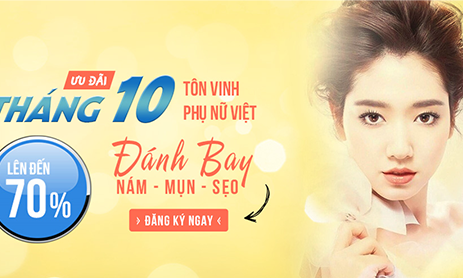 ƯU ĐÃI
THÁNG 10
TÔN VINH
PHỤ NỮ VIỆT
LÊN ĐẾN
70%
Đánh Bay
NÁM - MỤN - SẸO
› ĐĂNG KÝ NGAY ‹